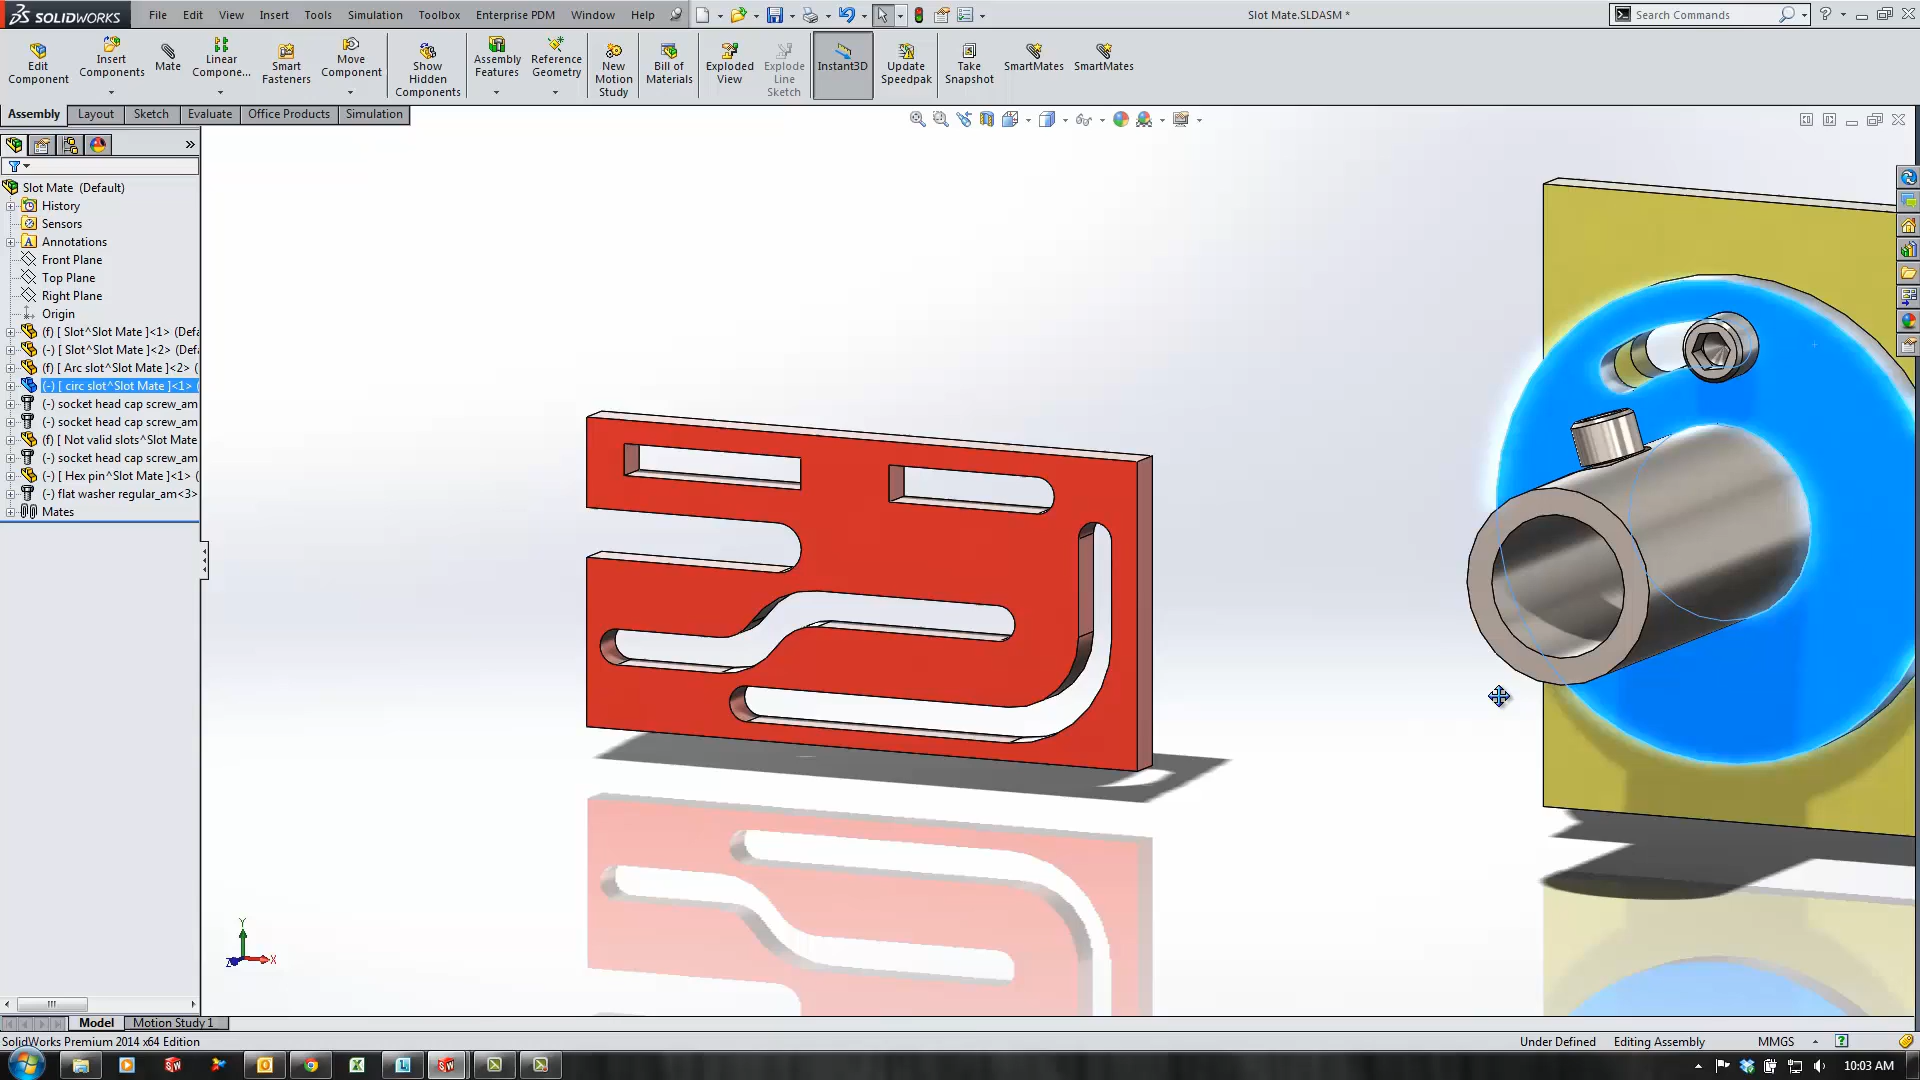 SOLIDWORKS
File Edit View Insert Tools Simulation Toolbox Enterprise PDM Window Help
Slot Mate.SLDASM *
Search Commands
Edit Component
Insert Components
Mate
Linear Compone...
Smart Fasteners
Move Component
Show Hidden Components
Assembly Features
Reference Geometry
New Motion Study
Bill of Materials
Exploded View
Explode Line Sketch
Instant3D
Update Speedpak
Take Snapshot
SmartMates
SmartMates
Assembly Layout Sketch Evaluate Office Products Simulation
Slot Mate (Default)
History
Sensors
Annotations
Front Plane
Top Plane
Right Plane
Origin
(f) [ Slot^Slot Mate ]<1> (Defa
(-) [ Slot^Slot Mate ]<2> (Def
(f) [ Arc slot^Slot Mate ]<2> (
(-) [ circ slot^Slot Mate ]<1> (
(-) socket head cap screw_am
(-) socket head cap screw_am
(f) [ Not valid slots^Slot Mate
(-) socket head cap screw_am
(-) [ Hex pin^Slot Mate ]<1> (
(-) flat washer regular_am<3>
Mates
Y
Z X
Model Motion Study 1
SolidWorks Premium 2014 x64 Edition
Under Defined Editing Assembly MMGS
10:03 AM